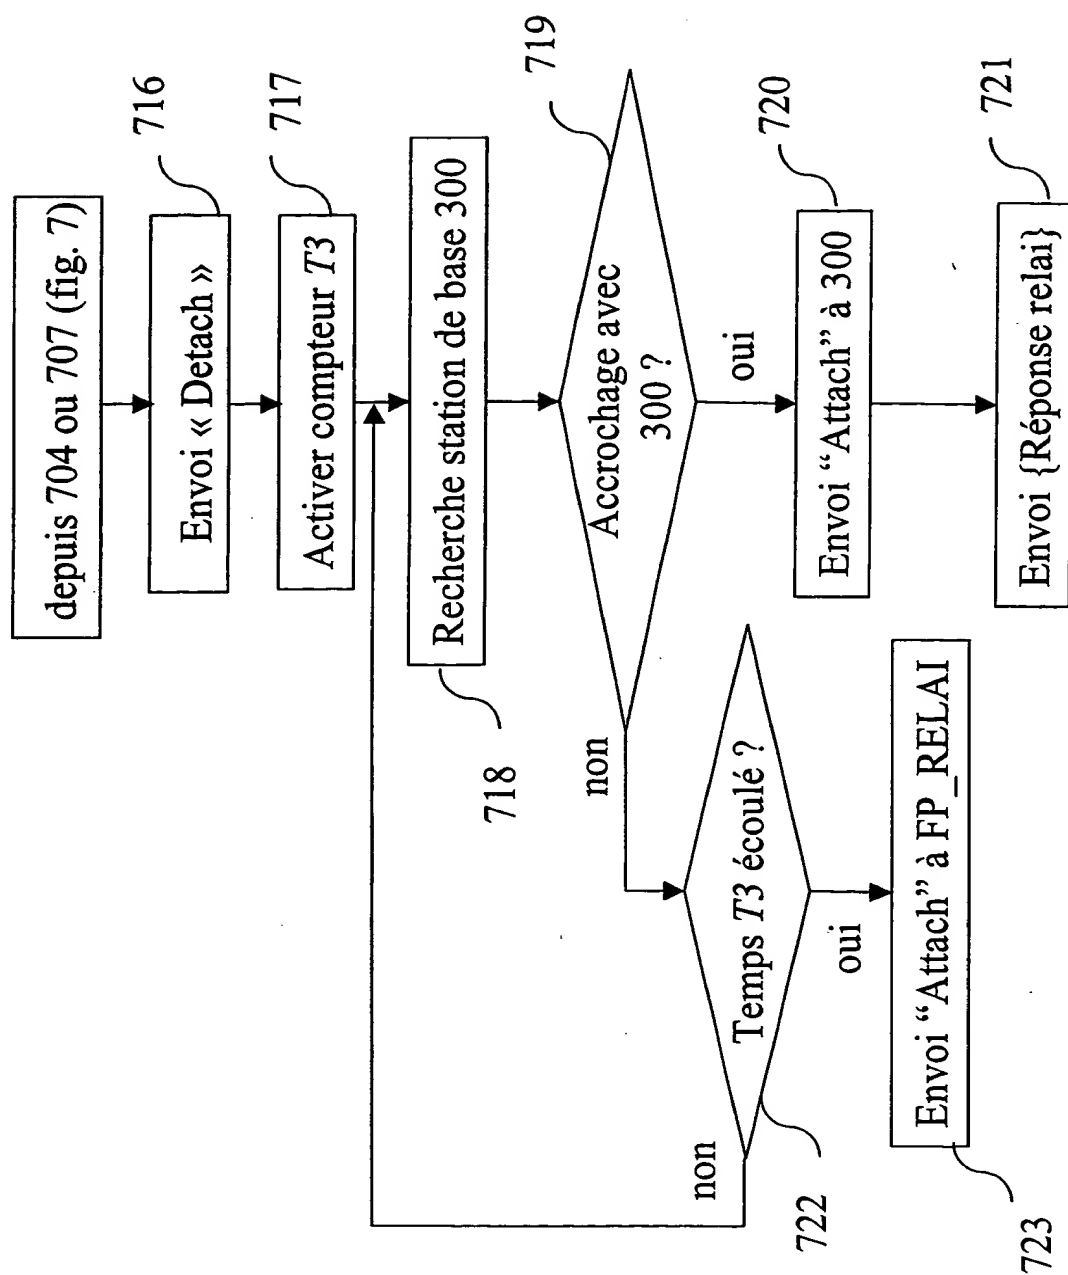 depuis 704 ou 707 (fig. 7)
Envoi « Detach »
716
Activer compteur T3
717
Recherche station de base 300
718
Accrochage avec
300 ?
719
oui
non
Envoi “Attach” à 300
720
Envoi {Réponse relai}
721
Temps T3 écoulé ?
722
non
oui
Envoi “Attach” à FP_RELAI
723